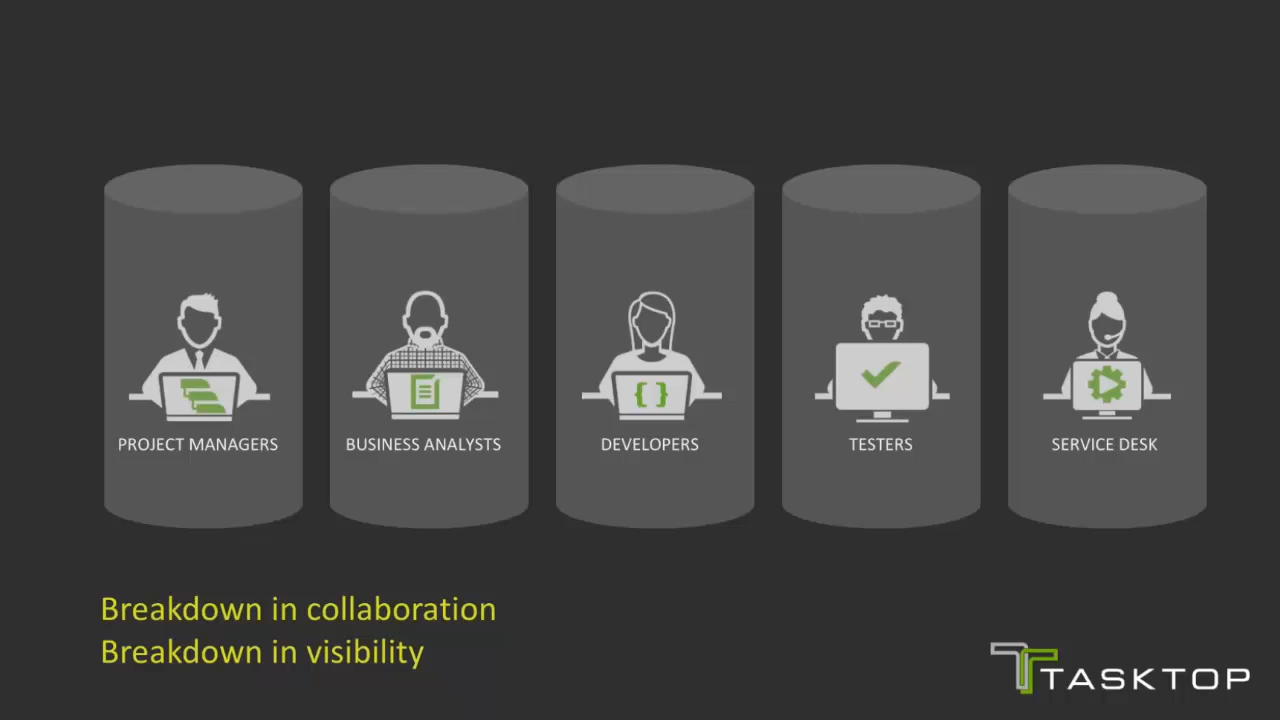 PROJECT MANAGERS
BUSINESS ANALYSTS
{ }
DEVELOPERS
TESTERS
SERVICE DESK
Breakdown in collaboration
Breakdown in visibility
TASKTOP